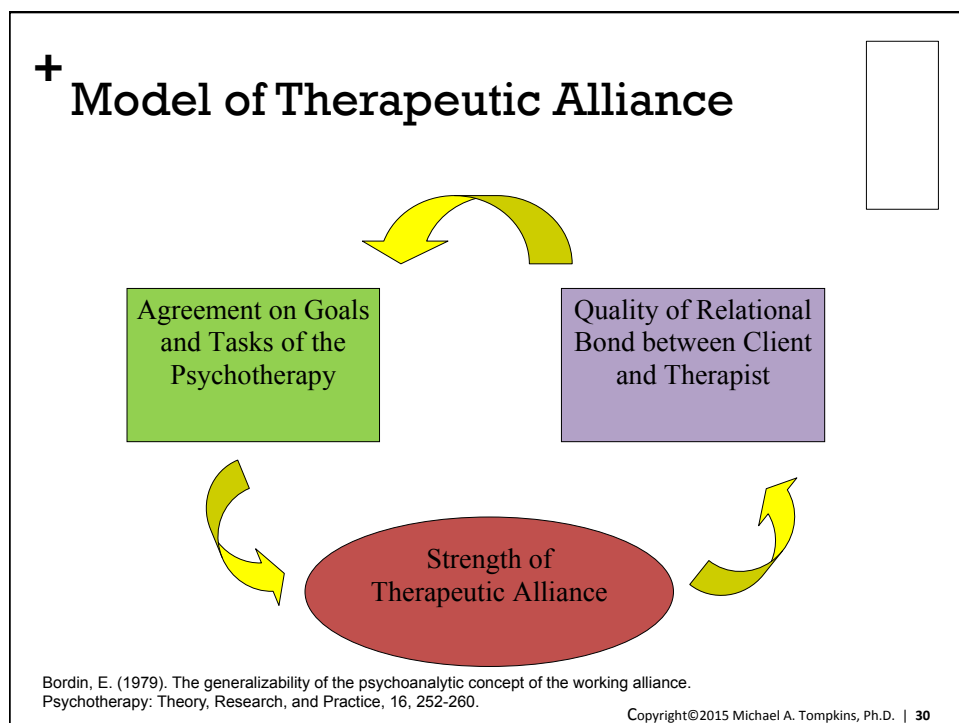 +
Model of Therapeutic Alliance
Agreement on Goals
and Tasks of the
Psychotherapy
Quality of Relational
Bond between Client
and Therapist
Strength of
Therapeutic Alliance
Bordin, E. (1979). The generalizability of the psychoanalytic concept of the working alliance.
Psychotherapy: Theory, Research, and Practice, 16, 252-260.
Copyright©2015 Michael A. Tompkins, Ph.D. | 30